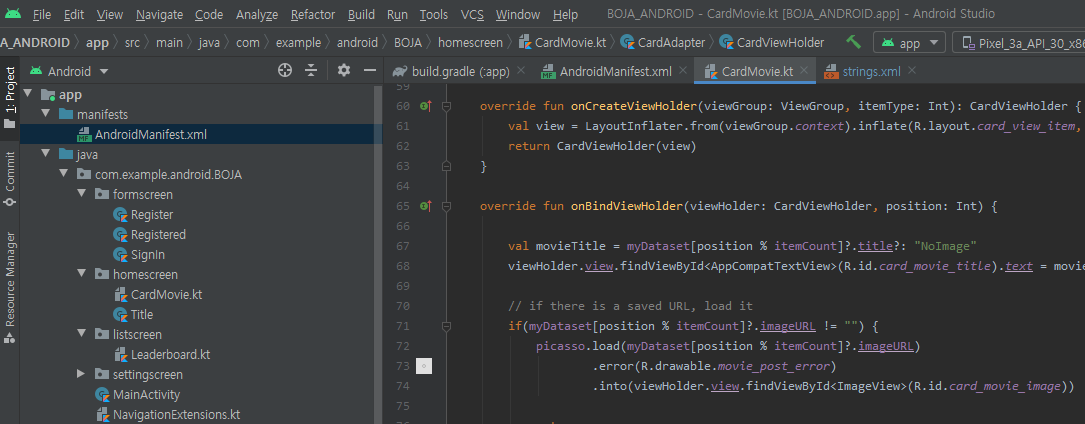 File Edit View Navigate Code Analyze Refactor Build Run Tools VCS Window Help BOJA_ANDROID - CardMovie.kt [BOJA_ANDROID.app] - Android Studio
A_ANDROID app src main java com example android BOJA homescreen CardMovie.kt CardAdapter CardViewHolder app Pixel_3a_API_30_x86
1: Project
Commit
Resource Manager
Android
build.gradle (:app) AndroidManifest.xml CardMovie.kt strings.xml
app
manifests
AndroidManifest.xml
java
com.example.android.BOJA
formscreen
Register
Registered
SignIn
homescreen
CardMovie.kt
Title
listscreen
Leaderboard.kt
settingscreen
MainActivity
NavigationExtensions.kt
59
60 override fun onCreateViewHolder(viewGroup: ViewGroup, itemType: Int): CardViewHolder {
61 val view = LayoutInflater.from(viewGroup.context).inflate(R.layout.card_view_item,
62 return CardViewHolder(view)
63 }
64
65 override fun onBindViewHolder(viewHolder: CardViewHolder, position: Int) {
66
67 val movieTitle = myDataset[position % itemCount]?.title?: "NoImage"
68 viewHolder.view.findViewById<AppCompatTextView>(R.id.card_movie_title).text = movie
69
70 // if there is a saved URL, load it
71 if(myDataset[position % itemCount]?.imageURL != "") {
72 picasso.load(myDataset[position % itemCount]?.imageURL)
73 .error(R.drawable.movie_post_error)
74 .into(viewHolder.view.findViewById<ImageView>(R.id.card_movie_image))
75